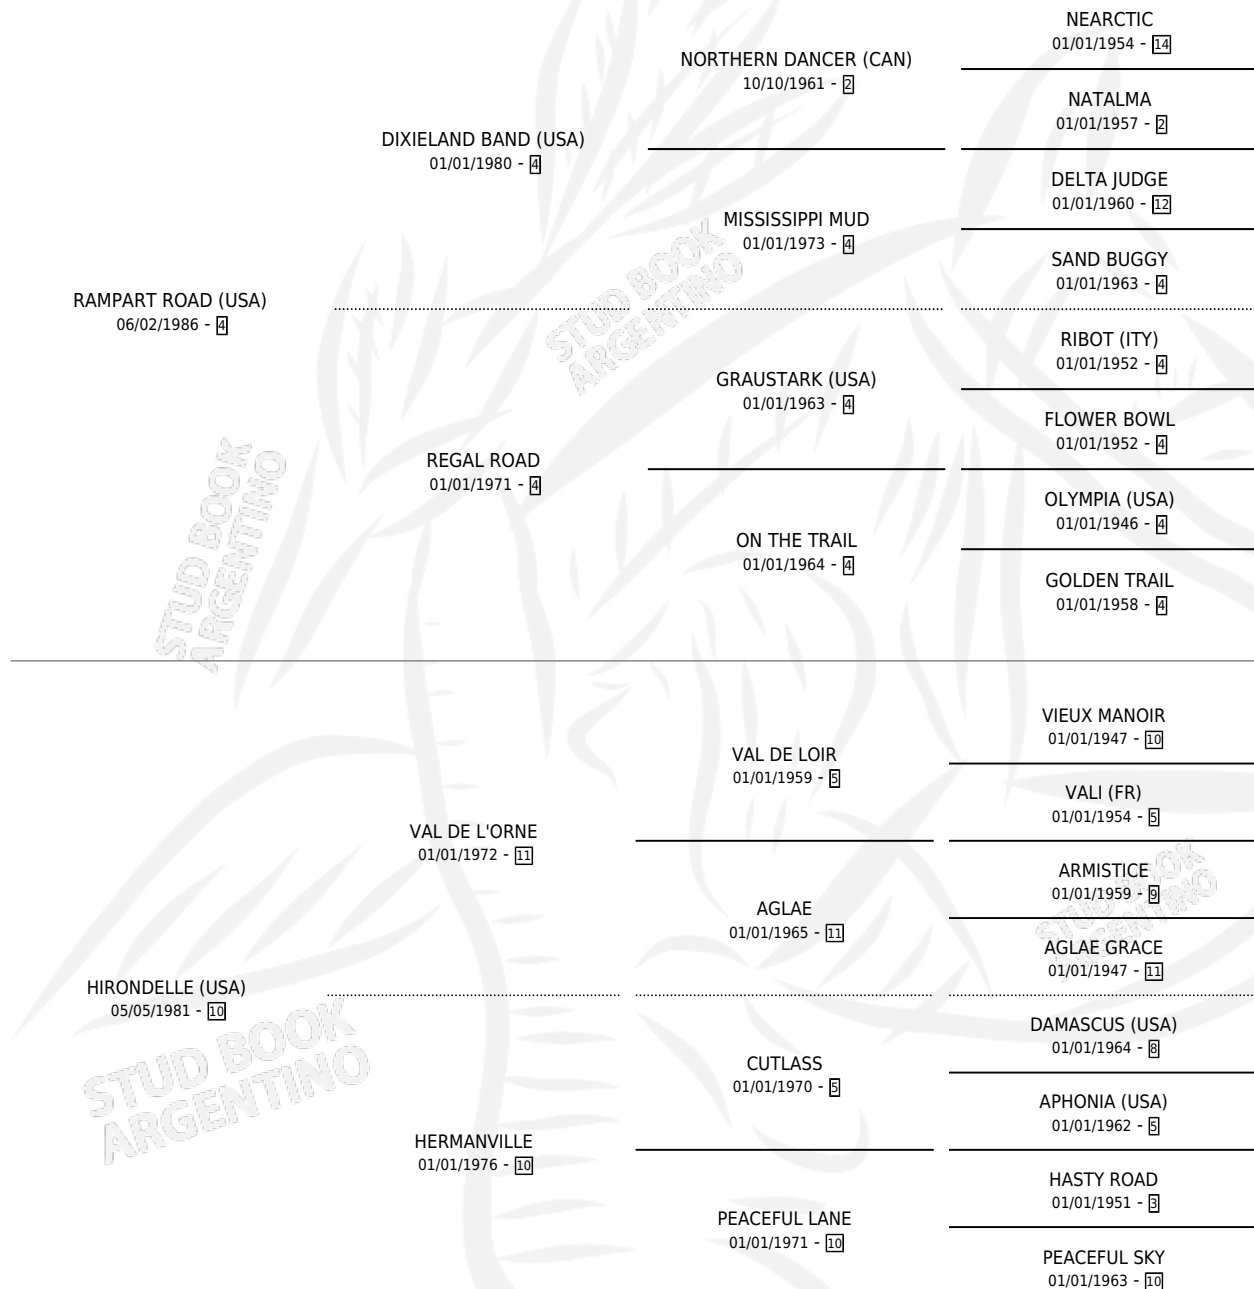 NEARCTIC
01/01/1954 - 14
NORTHERN DANCER (CAN)
10/10/1961 - 2
NATALMA
01/01/1957 - 2
DIXIELAND BAND (USA)
01/01/1980 - 4
DELTA JUDGE
01/01/1960 - 12
MISSISSIPPI MUD
01/01/1973 - 4
SAND BUGGY
01/01/1963 - 4
RAMPART ROAD (USA)
06/02/1986 - 4
STUD BOOK
ARGENTINO
RIBOT (ITY)
01/01/1952 - 4
GRAUSTARK (USA)
01/01/1963 - 4
FLOWER BOWL
01/01/1952 - 4
REGAL ROAD
01/01/1971 - 4
OLYMPIA (USA)
01/01/1946 - 4
ON THE TRAIL
01/01/1964 - 4
GOLDEN TRAIL
01/01/1958 - 4
STUD BOOK
ARGENTINO
VIEUX MANOIR
01/01/1947 - 10
VAL DE LOIR
01/01/1959 - 5
VALI (FR)
01/01/1954 - 5
VAL DE L'ORNE
01/01/1972 - 11
ARMISTICE
01/01/1959 - 9
AGLAE
01/01/1965 - 11
STUD BOOK
ARGENTINO
AGLAE GRACE
01/01/1947 - 11
HIRONDELLE (USA)
05/05/1981 - 10
STUD BOOK
ARGENTINO
DAMASCUS (USA)
01/01/1964 - 8
CUTLASS
01/01/1970 - 5
APHONIA (USA)
01/01/1962 - 5
HERMANVILLE
01/01/1976 - 10
HASTY ROAD
01/01/1951 - 3
PEACEFUL LANE
01/01/1971 - 10
PEACEFUL SKY
01/01/1963 - 10